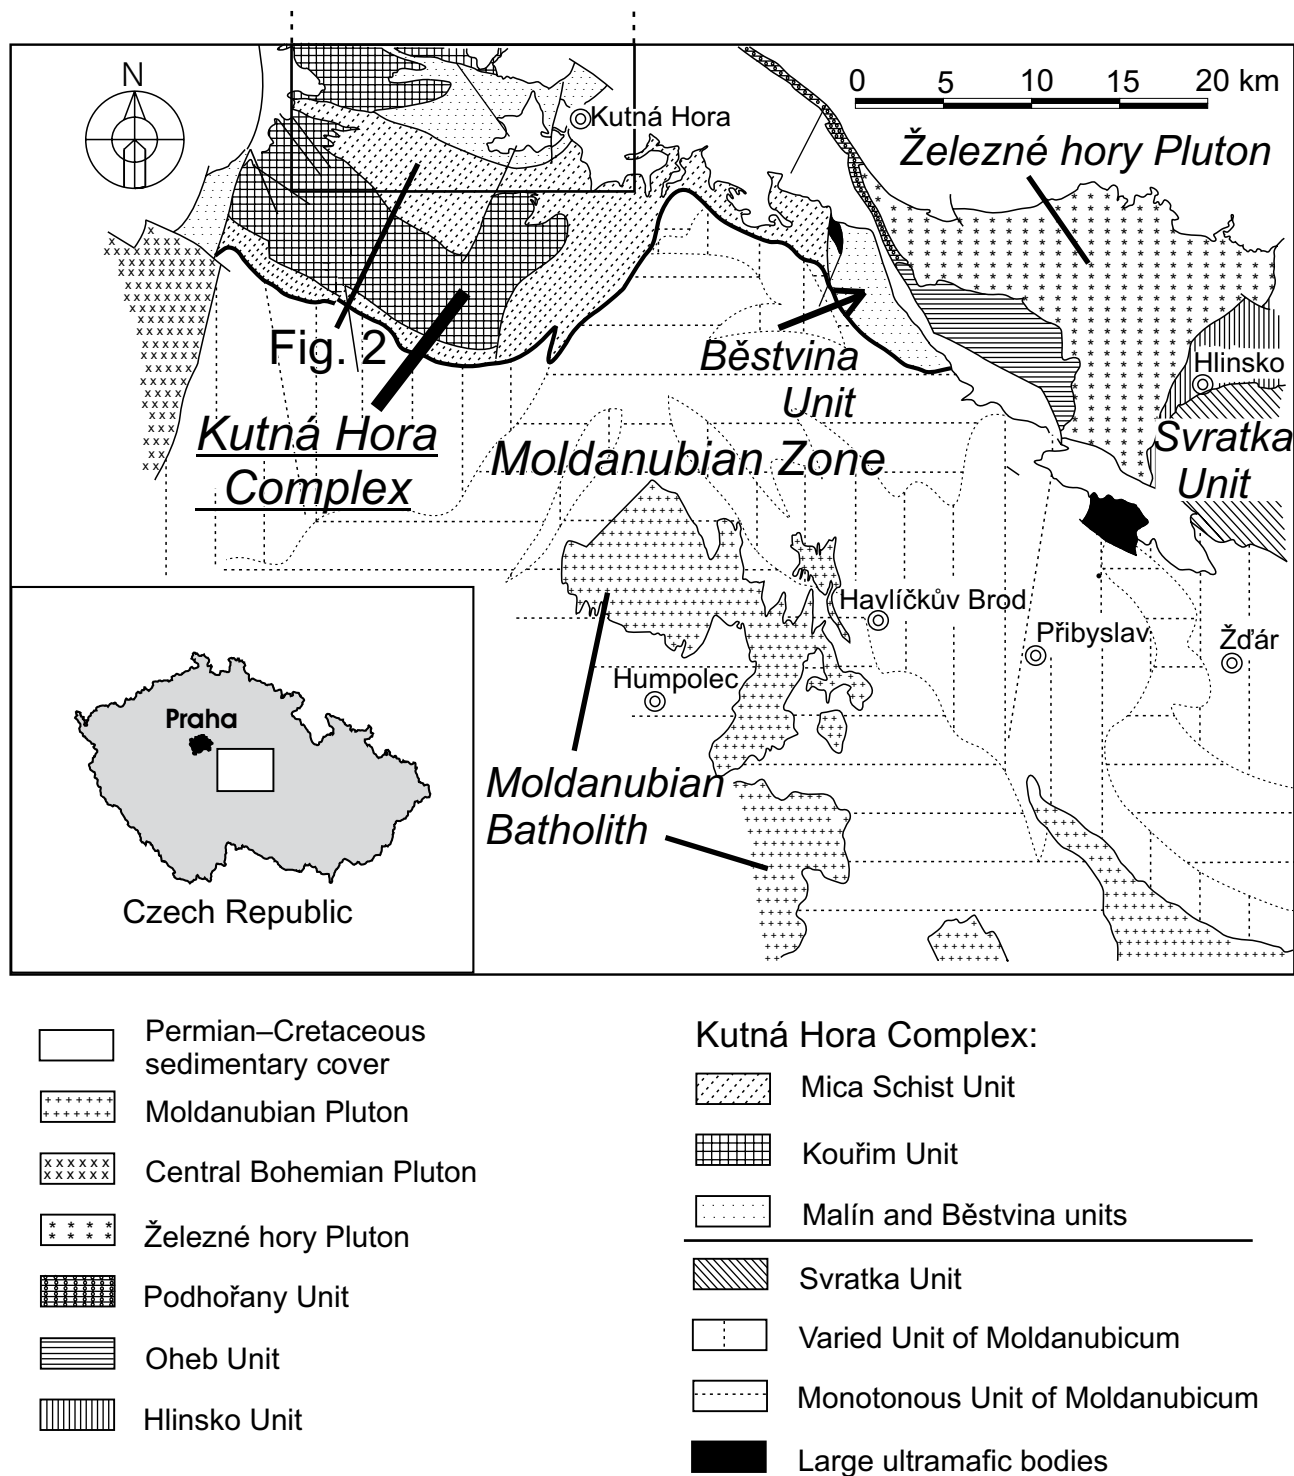 N
0 5 10 15 20 km
Kutná Hora
Železné hory Pluton
Fig. 2
Běstvina
Unit
Hlinsko
Kutná Hora
Complex
Moldanubian Zone
Svratka
Unit
Havlíčkův Brod
Přibyslav
Žďár
Humpolec
Praha
Moldanubian
Batholith
Czech Republic
Permian–Cretaceous
sedimentary cover
Moldanubian Pluton
Central Bohemian Pluton
Železné hory Pluton
Podhořany Unit
Oheb Unit
Hlinsko Unit
Kutná Hora Complex:
Mica Schist Unit
Kouřim Unit
Malín and Běstvina units
Svratka Unit
Varied Unit of Moldanubicum
Monotonous Unit of Moldanubicum
Large ultramafic bodies